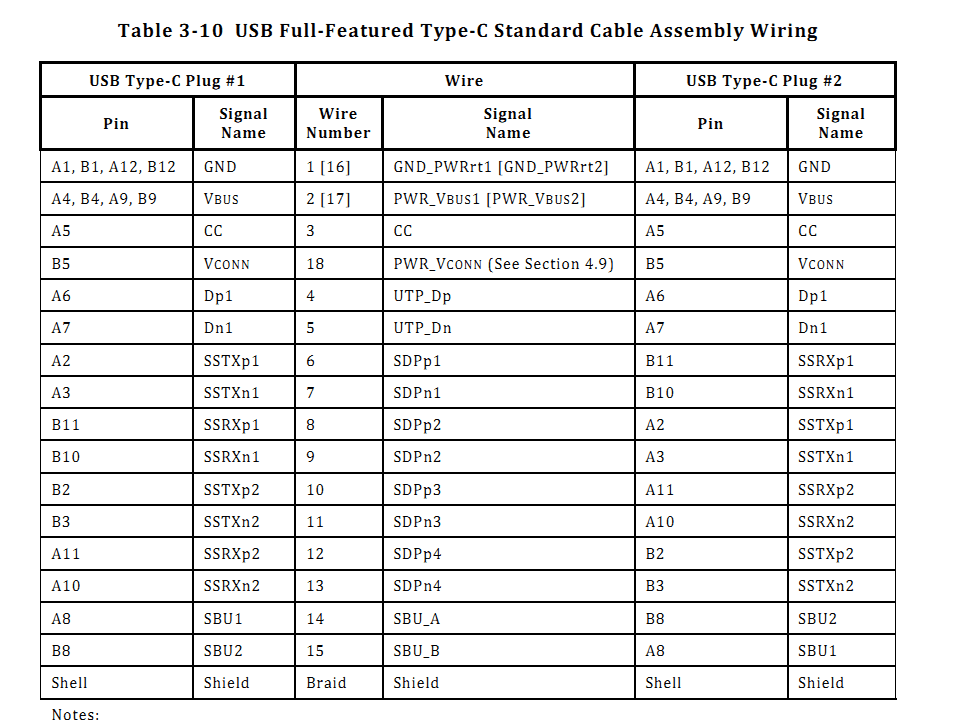 Table 3-10 USB Full-Featured Type-C Standard Cable Assembly Wiring
USB Type-C Plug #1 Wire USB Type-C Plug #2
Pin Signal Name Wire Number Signal Name Pin Signal Name
A1, B1, A12, B12 GND 1 [16] GND_PWRrt1 [GND_PWRrt2] A1, B1, A12, B12 GND
A4, B4, A9, B9 VBUS 2 [17] PWR_VBUS1 [PWR_VBUS2] A4, B4, A9, B9 VBUS
A5 CC 3 CC A5 CC
B5 VCONN 18 PWR_VCONN (See Section 4.9) B5 VCONN
A6 Dp1 4 UTP_Dp A6 Dp1
A7 Dn1 5 UTP_Dn A7 Dn1
A2 SSTXp1 6 SDPp1 B11 SSRXp1
A3 SSTXn1 7 SDPn1 B10 SSRXn1
B11 SSRXp1 8 SDPp2 A2 SSTXp1
B10 SSRXn1 9 SDPn2 A3 SSTXn1
B2 SSTXp2 10 SDPp3 A11 SSRXp2
B3 SSTXn2 11 SDPn3 A10 SSRXn2
A11 SSRXp2 12 SDPp4 B2 SSTXp2
A10 SSRXn2 13 SDPn4 B3 SSTXn2
A8 SBU1 14 SBU_A B8 SBU2
B8 SBU2 15 SBU_B A8 SBU1
Shell Shield Braid Shield Shell Shield
Notes: